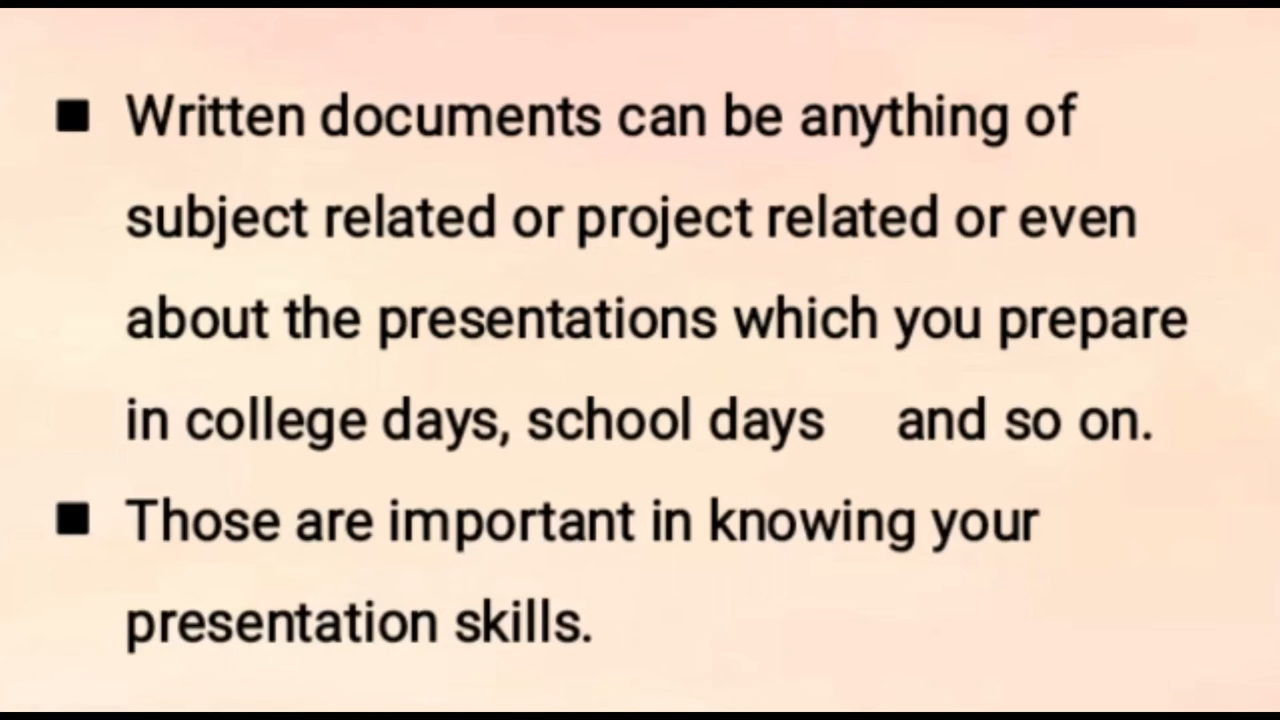 ■ Written documents can be anything of
subject related or project related or even
about the presentations which you prepare
in college days, school days     and so on.
■ Those are important in knowing your
presentation skills.